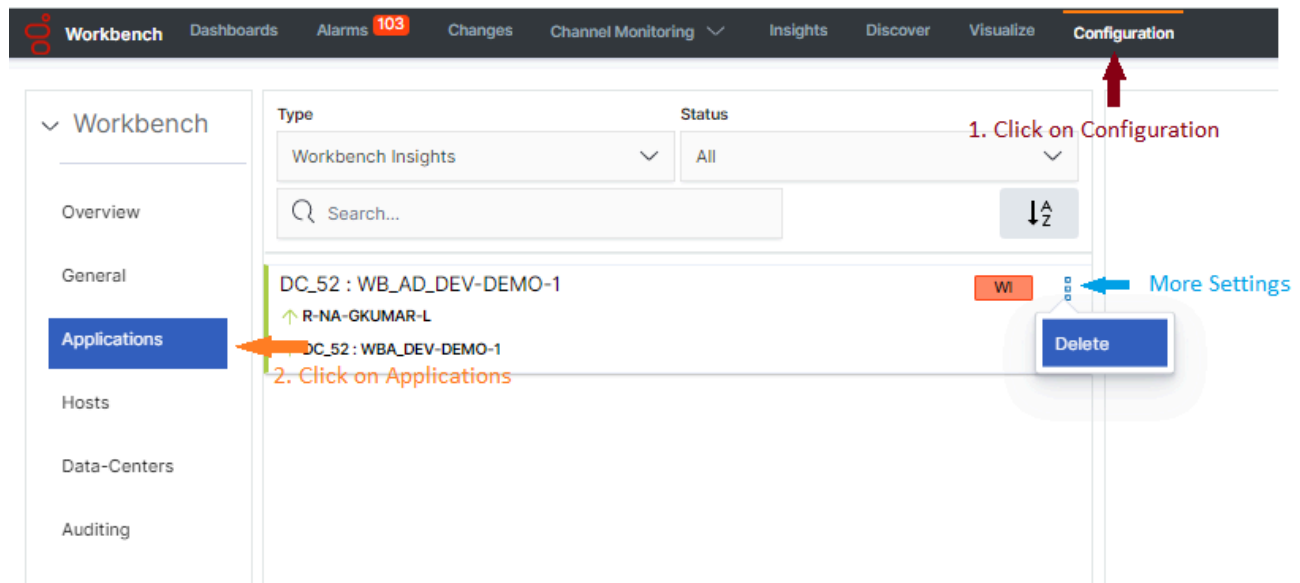 Workbench Dashboards Alarms 103 Changes Channel Monitoring Insights Discover Visualize Configuration
1. Click on Configuration
Workbench
Overview
General
Applications
Hosts
Data-Centers
Auditing
Type Status
Workbench Insights All
Search... A
Z
DC_52 : WB_AD_DEV-DEMO-1 WI More Settings
R-NA-GKUMAR-L
Delete
DC_52 : WBA_DEV-DEMO-1
2. Click on Applications